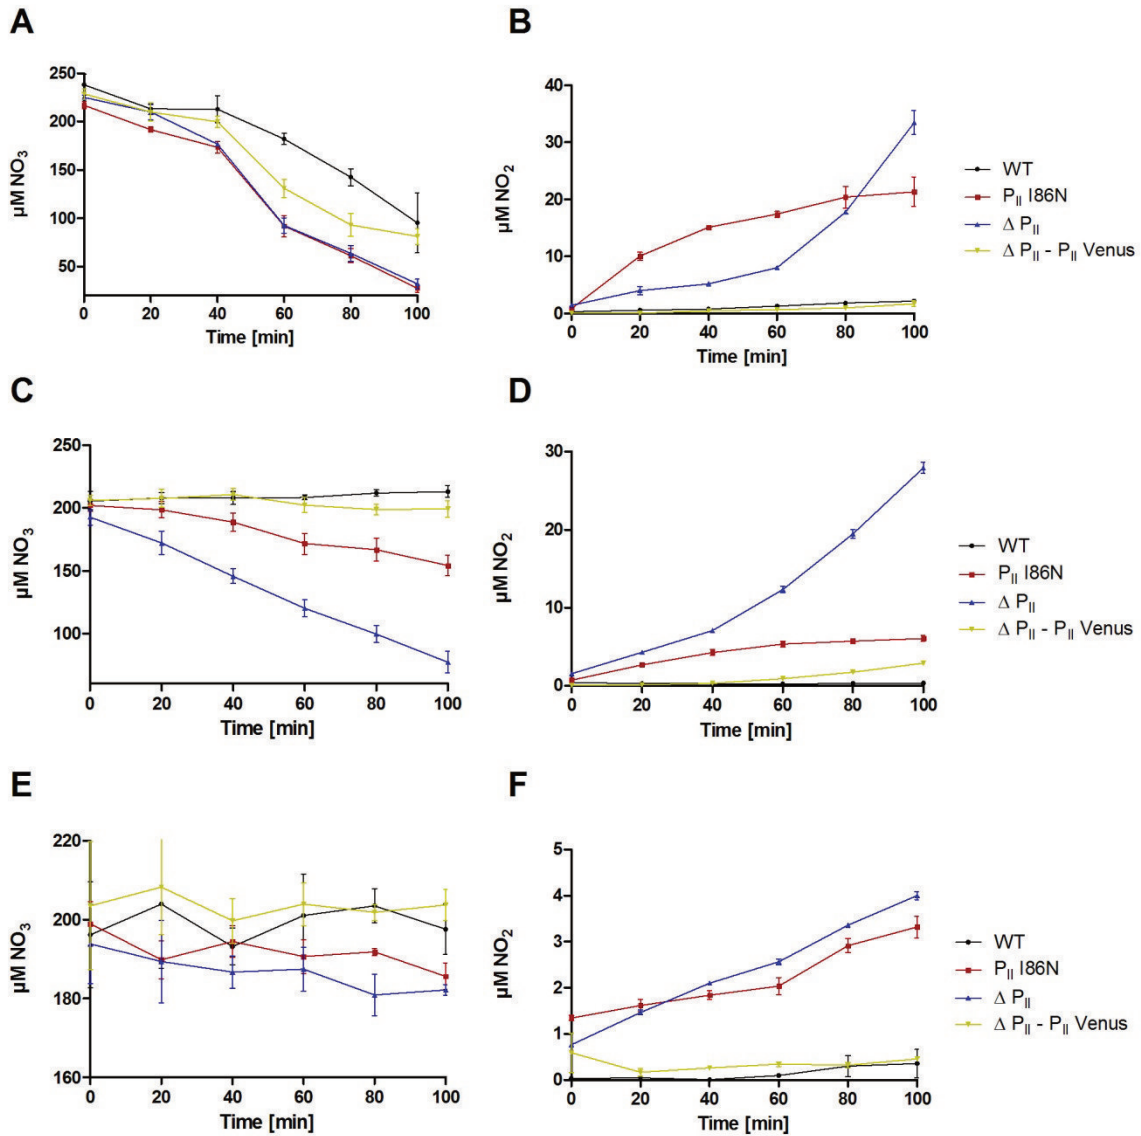 A
µM NO3
250
200
150
100
50
0 20 40 60 80 100
Time [min]
B
µM NO2
40
30
20
10
0
0 20 40 60 80 100
Time [min]
WT
PII I86N
Δ PII
Δ PII - PII Venus
C
µM NO3
250
200
150
100
0 20 40 60 80 100
Time [min]
D
µM NO2
30
20
10
0
0 20 40 60 80 100
Time [min]
WT
PII I86N
Δ PII
Δ PII - PII Venus
E
µM NO3
220
200
180
160
0 20 40 60 80 100
Time [min]
F
µM NO2
5
4
3
2
1
0
0 20 40 60 80 100
Time [min]
WT
PII I86N
Δ PII
Δ PII - PII Venus